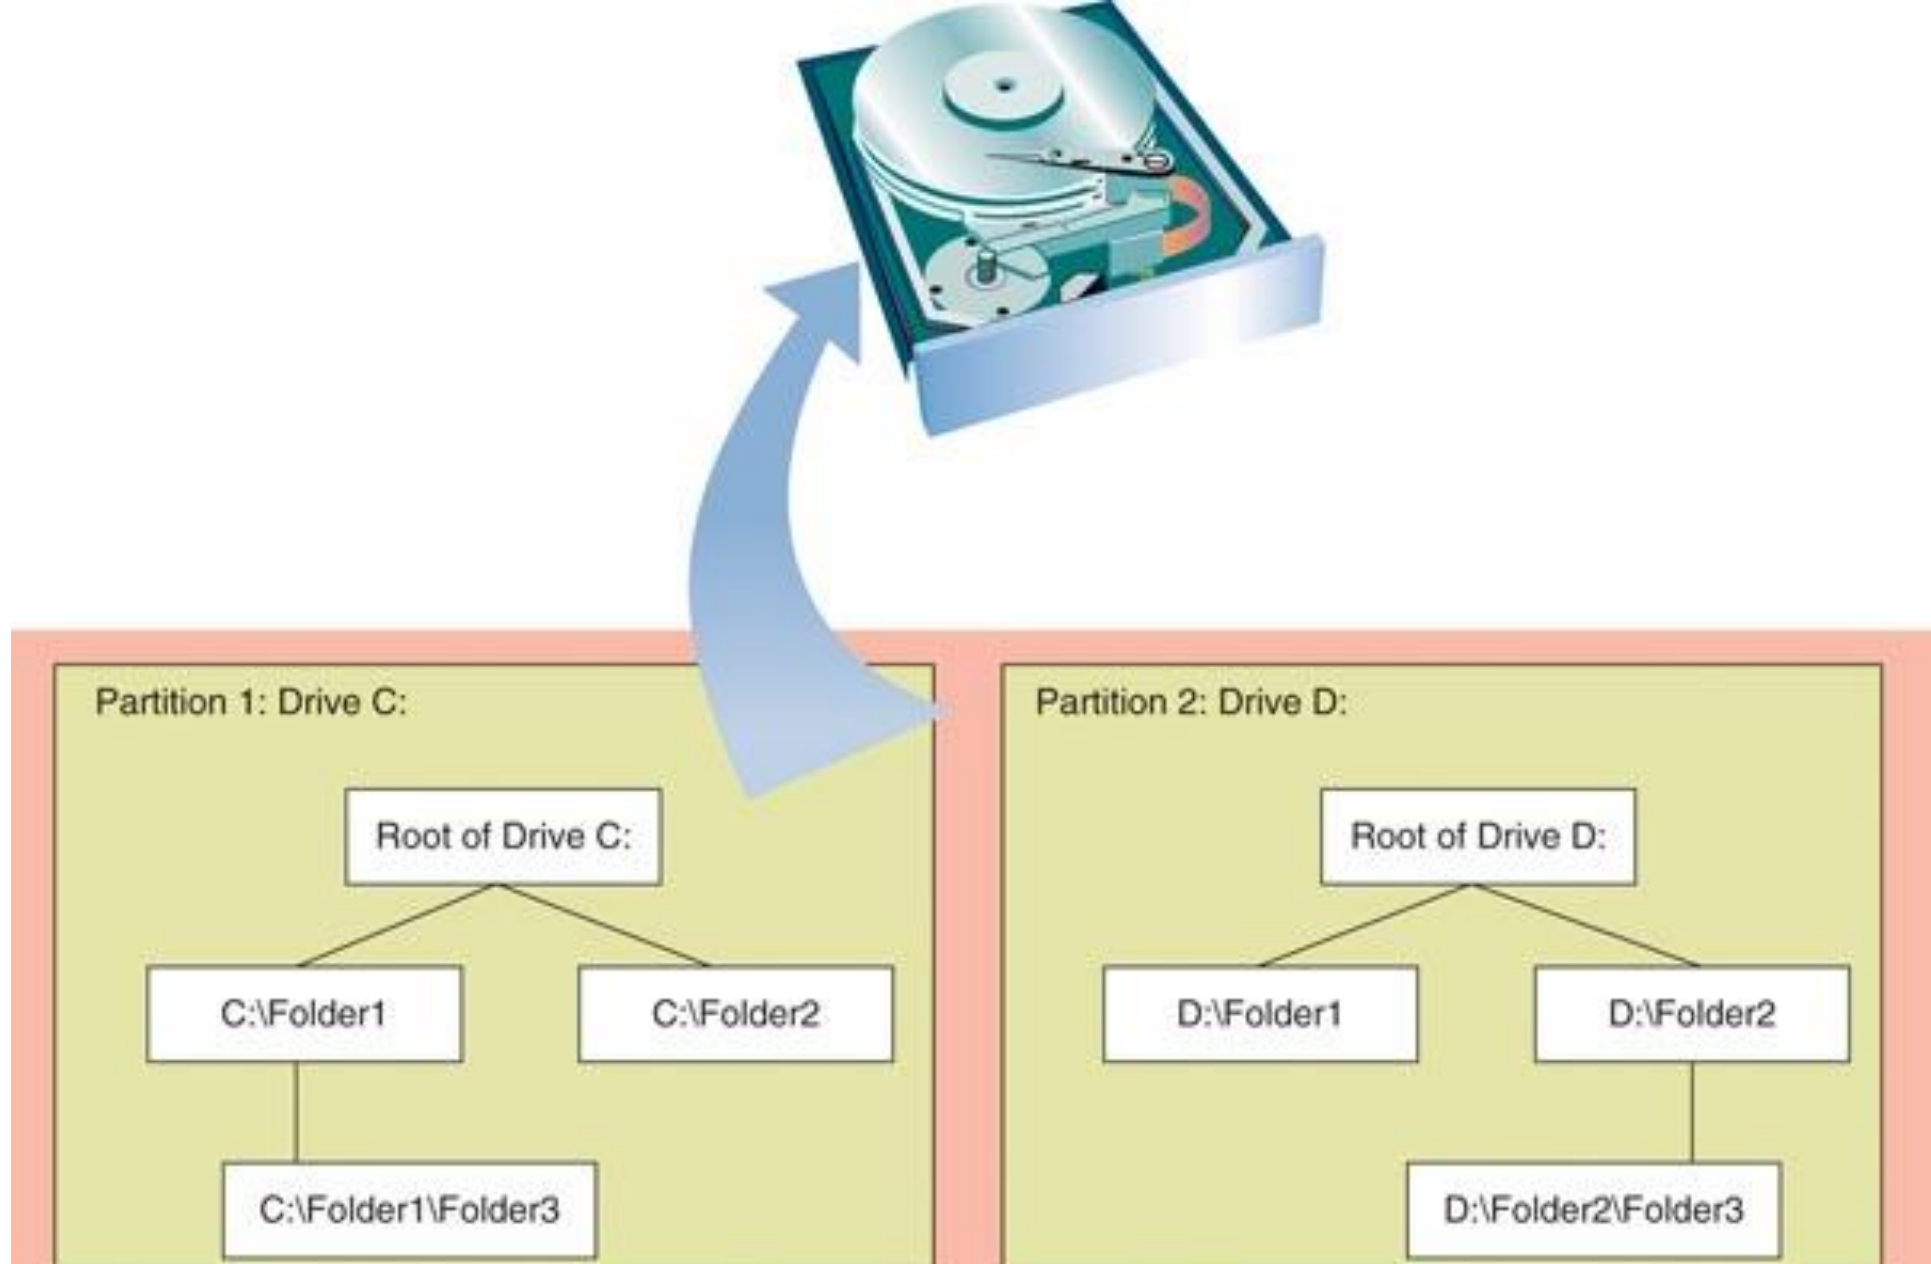 Partition 1: Drive C:
Root of Drive C:
C:\Folder1
C:\Folder2
C:\Folder1\Folder3
Partition 2: Drive D:
Root of Drive D:
D:\Folder1
D:\Folder2
D:\Folder2\Folder3